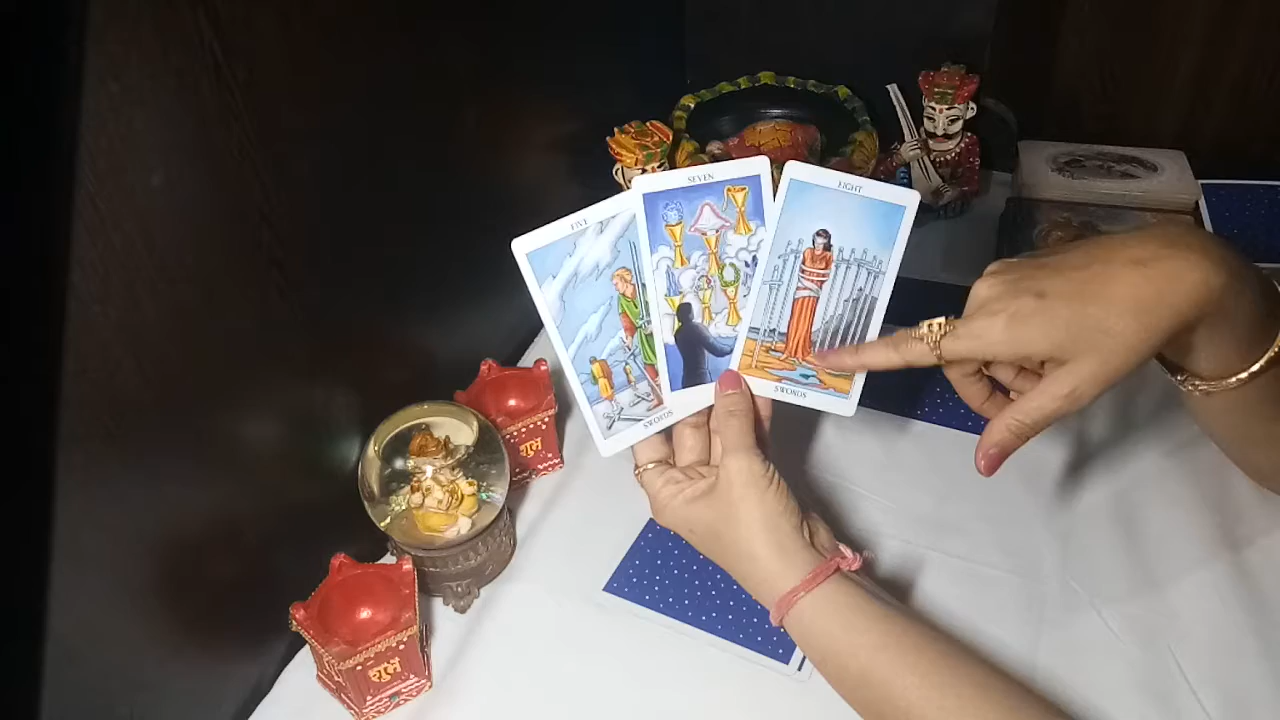 FIVE
SWORDS
SEVEN
EIGHT
SWORDS
शुभ
शुभ